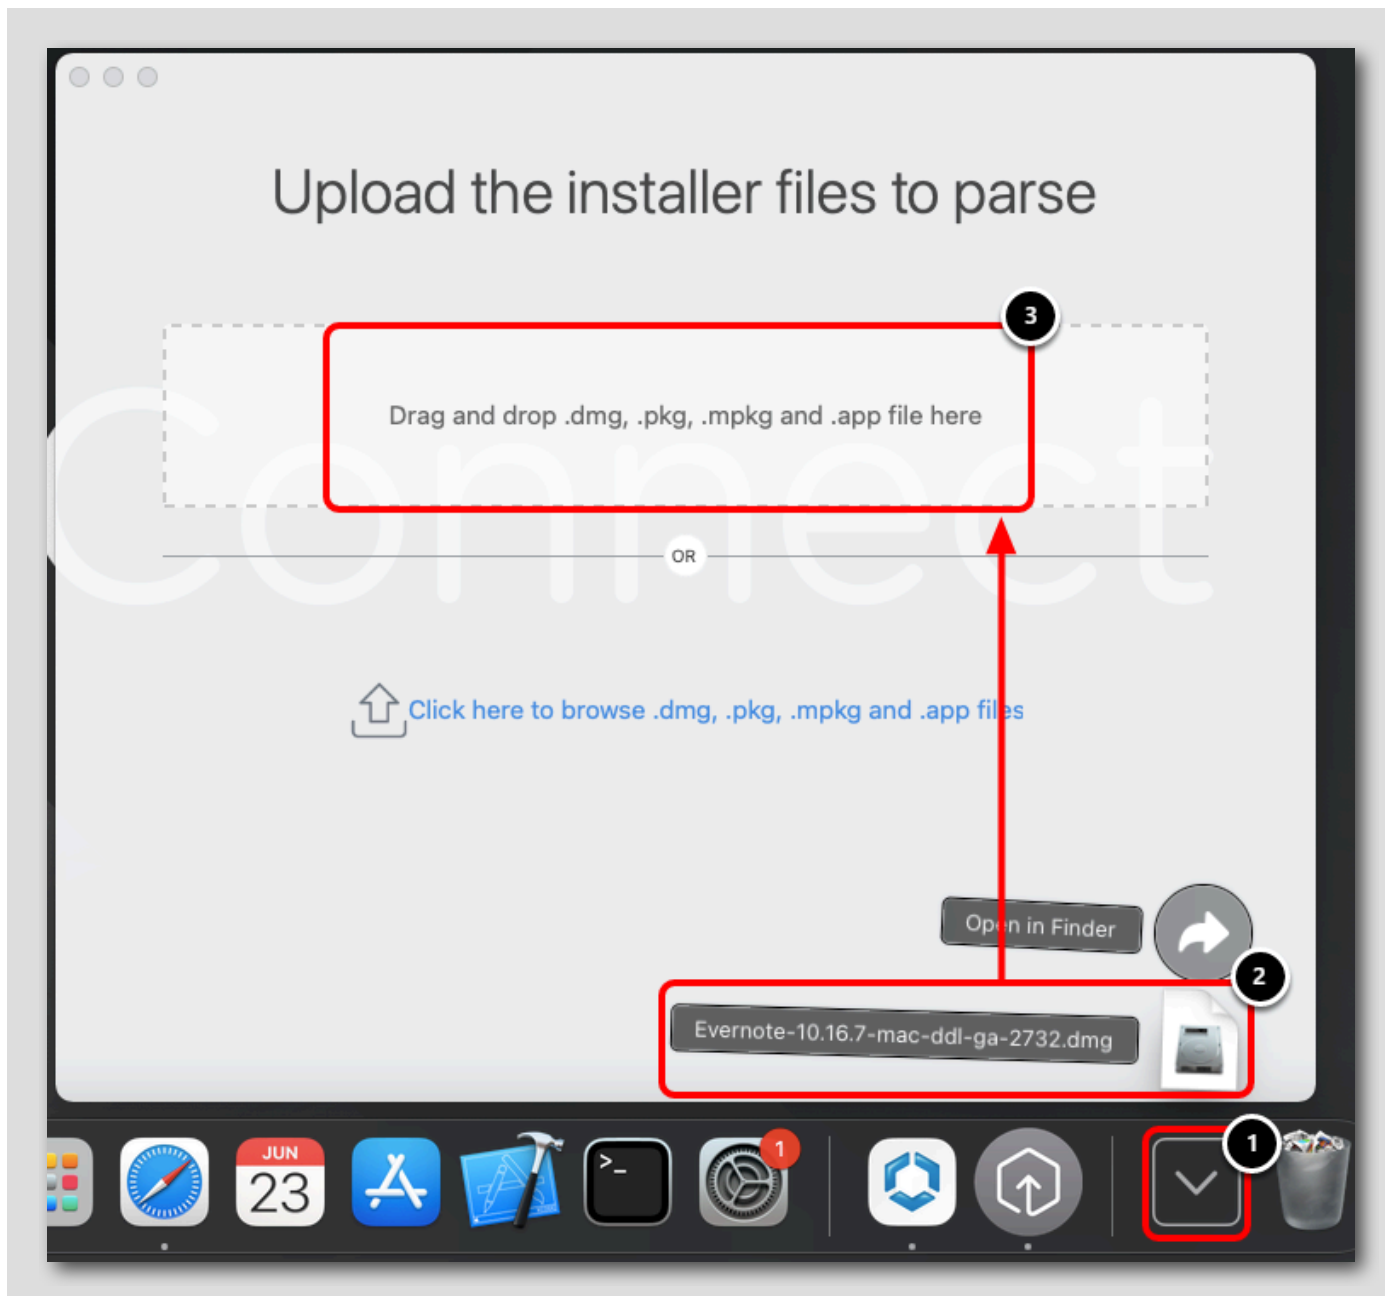 Upload the installer files to parse
3
Drag and drop .dmg, .pkg, .mpkg and .app file here
Connect
OR
Click here to browse .dmg, .pkg, .mpkg and .app files
Open in Finder
2
Evernote-10.16.7-mac-ddl-ga-2732.dmg
1
JUN
23
>_
1